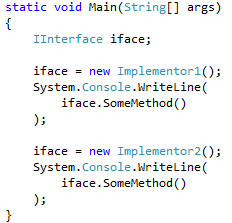 static void Main(String[] args)
{
    IInterface iface;

    iface = new Implementor1();
    System.Console.WriteLine(
        iface.SomeMethod()
    );

    iface = new Implementor2();
    System.Console.WriteLine(
        iface.SomeMethod()
    );
}